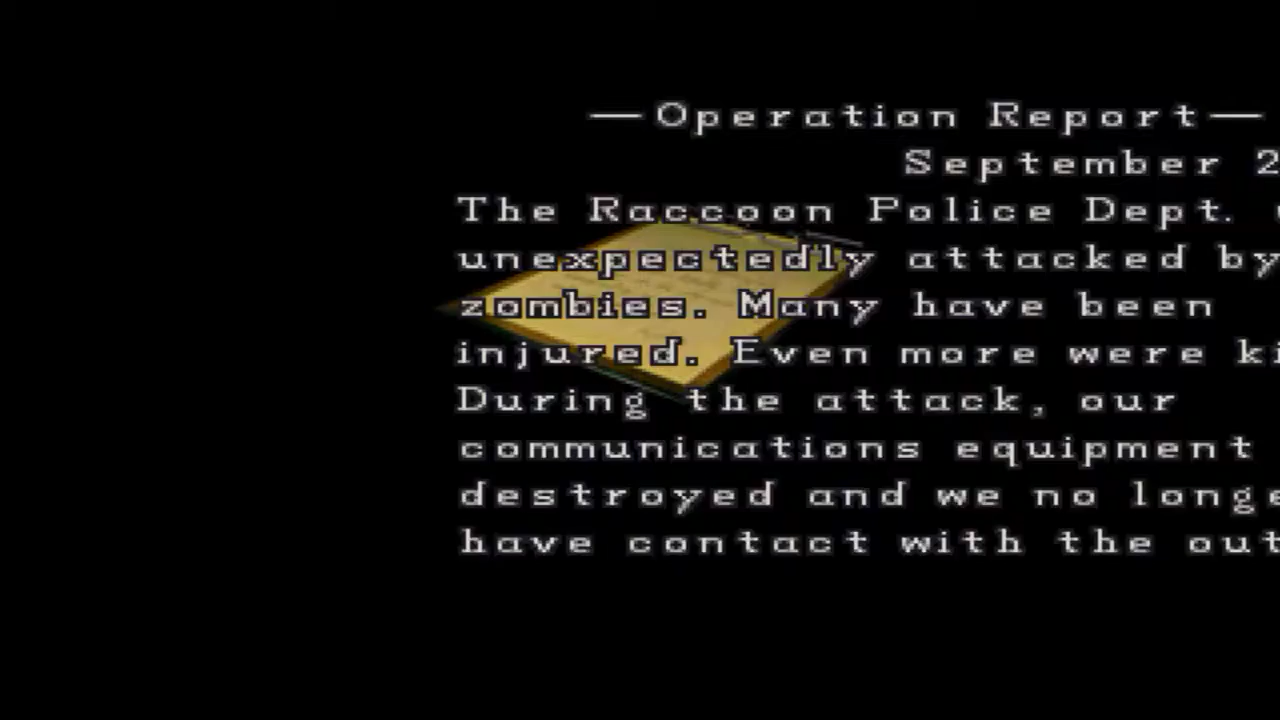 —Operation Report—
September 2
The Raccoon Police Dept.
unexpectedly attacked by
zombies. Many have been
injured. Even more were ki
During the attack, our
communications equipment
destroyed and we no longe
have contact with the out